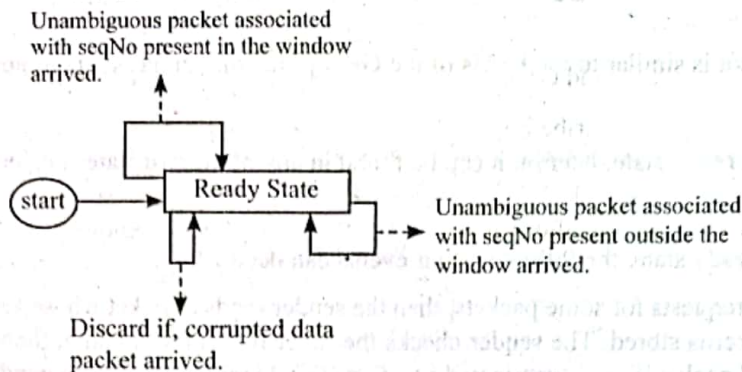 Unambiguous packet associated
with seqNo present in the window
arrived.
Ready State
start
Unambiguous packet associated
with seqNo present outside the
window arrived.
Discard if, corrupted data
packet arrived.